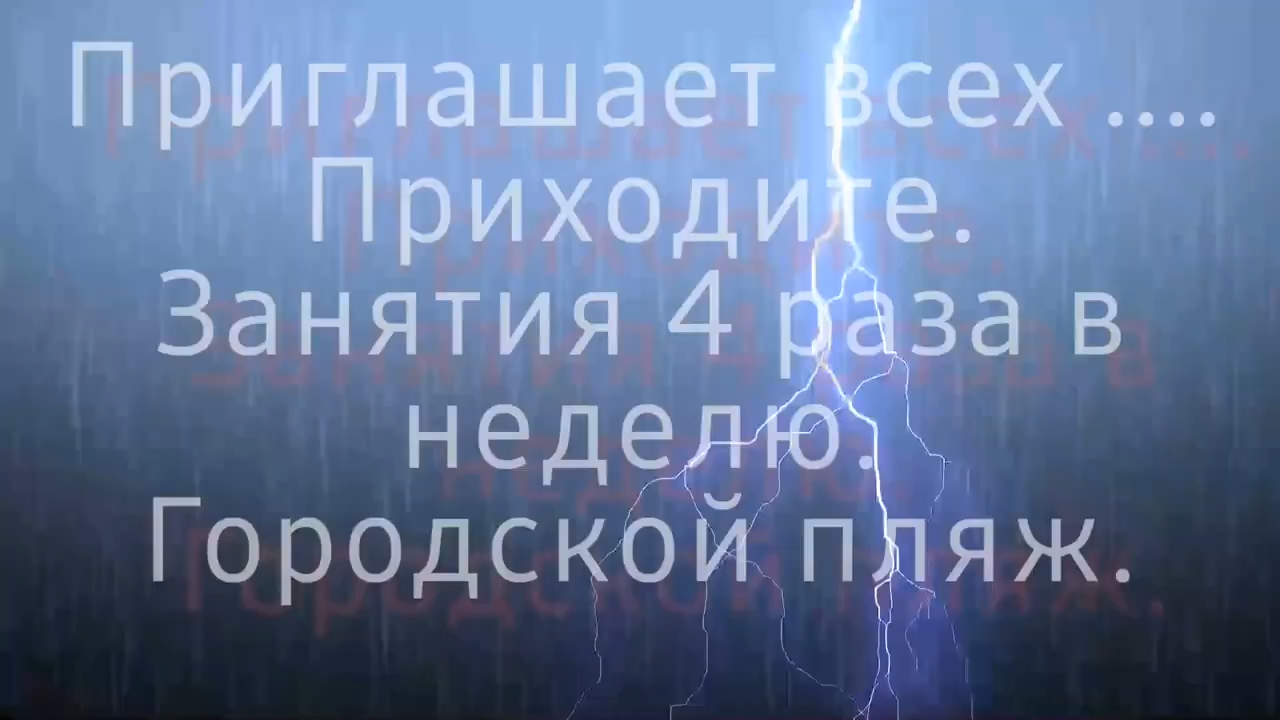 Приглашает всех ....
Приходите.
Занятия 4 раза в
неделю.
Городской пляж.